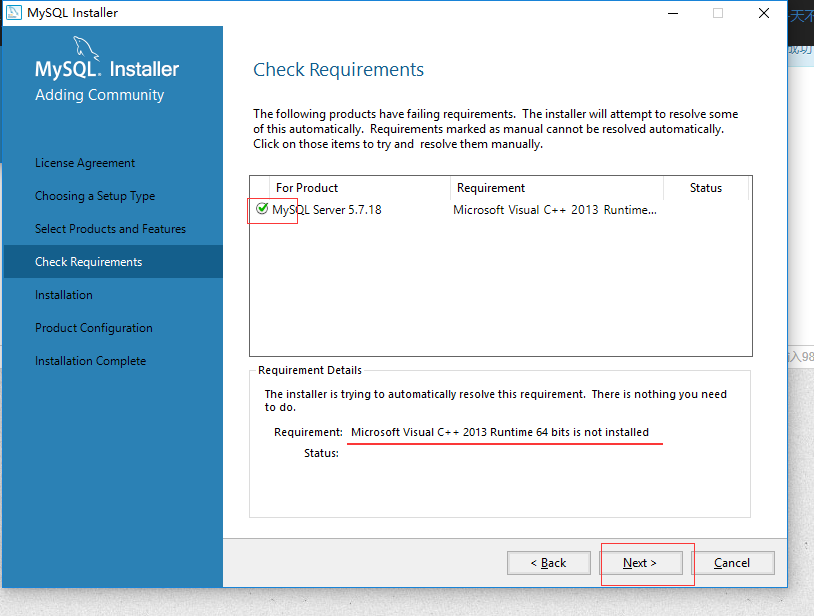 MySQL Installer
MySQL. Installer
Adding Community
License Agreement
Choosing a Setup Type
Select Products and Features
Check Requirements
Installation
Product Configuration
Installation Complete
Check Requirements
The following products have failing requirements. The installer will attempt to resolve some
of this automatically. Requirements marked as manual cannot be resolved automatically.
Click on those items to try and resolve them manually.
For Product Requirement Status
MySQL Server 5.7.18 Microsoft Visual C++ 2013 Runtime...
Requirement Details
The installer is trying to automatically resolve this requirement. There is nothing you need
to do.
Requirement: Microsoft Visual C++ 2013 Runtime 64 bits is not installed
Status:
< Back Next > Cancel
天不
成功
入98